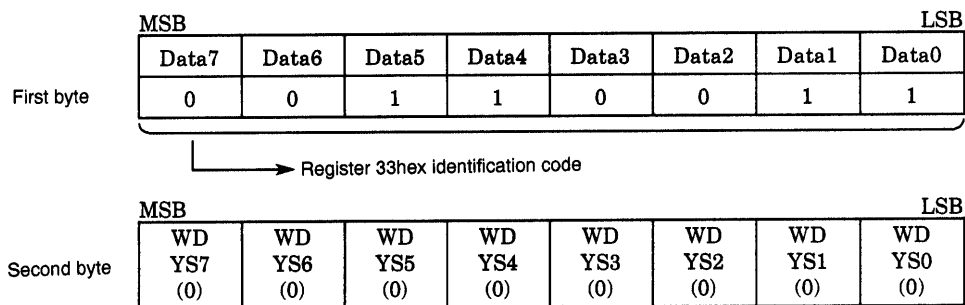 MSB LSB
Data7 Data6 Data5 Data4 Data3 Data2 Data1 Data0
First byte 0 0 1 1 0 0 1 1
Register 33hex identification code
MSB LSB
WD WD WD WD WD WD WD WD
Second byte YS7 YS6 YS5 YS4 YS3 YS2 YS1 YS0
(0) (0) (0) (0) (0) (0) (0) (0)